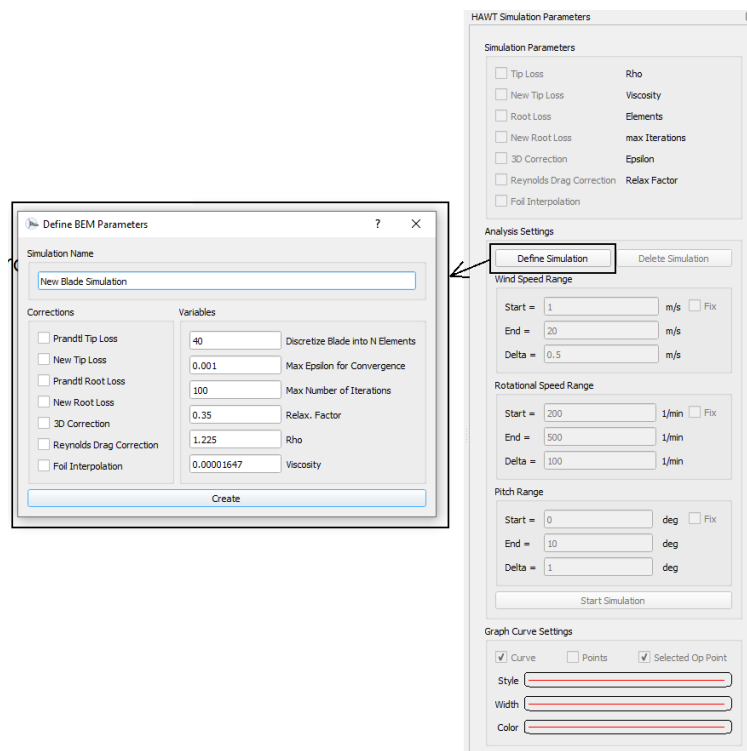 HAWT Simulation Parameters
Simulation Parameters
Tip Loss Rho
New Tip Loss Viscosity
Root Loss Elements
New Root Loss max Iterations
3D Correction Epsilon
Reynolds Drag Correction Relax Factor
Foil Interpolation
Analysis Settings
Define Simulation Delete Simulation
Wind Speed Range
Start = 1 m/s Fix
End = 20 m/s
Delta = 0.5 m/s
Rotational Speed Range
Start = 200 1/min Fix
End = 500 1/min
Delta = 100 1/min
Pitch Range
Start = 0 deg Fix
End = 10 deg
Delta = 1 deg
Start Simulation
Graph Curve Settings
Curve Points Selected Op Point
Style
Width
Color
Define BEM Parameters ?
Simulation Name
New Blade Simulation
Corrections Variables
Prandtl Tip Loss 40 Discretize Blade into N Elements
New Tip Loss 0.001 Max Epsilon for Convergence
Prandtl Root Loss 100 Max Number of Iterations
New Root Loss 0.35 Relax. Factor
3D Correction 1.225 Rho
Reynolds Drag Correction 0.00001647 Viscosity
Foil Interpolation
Create